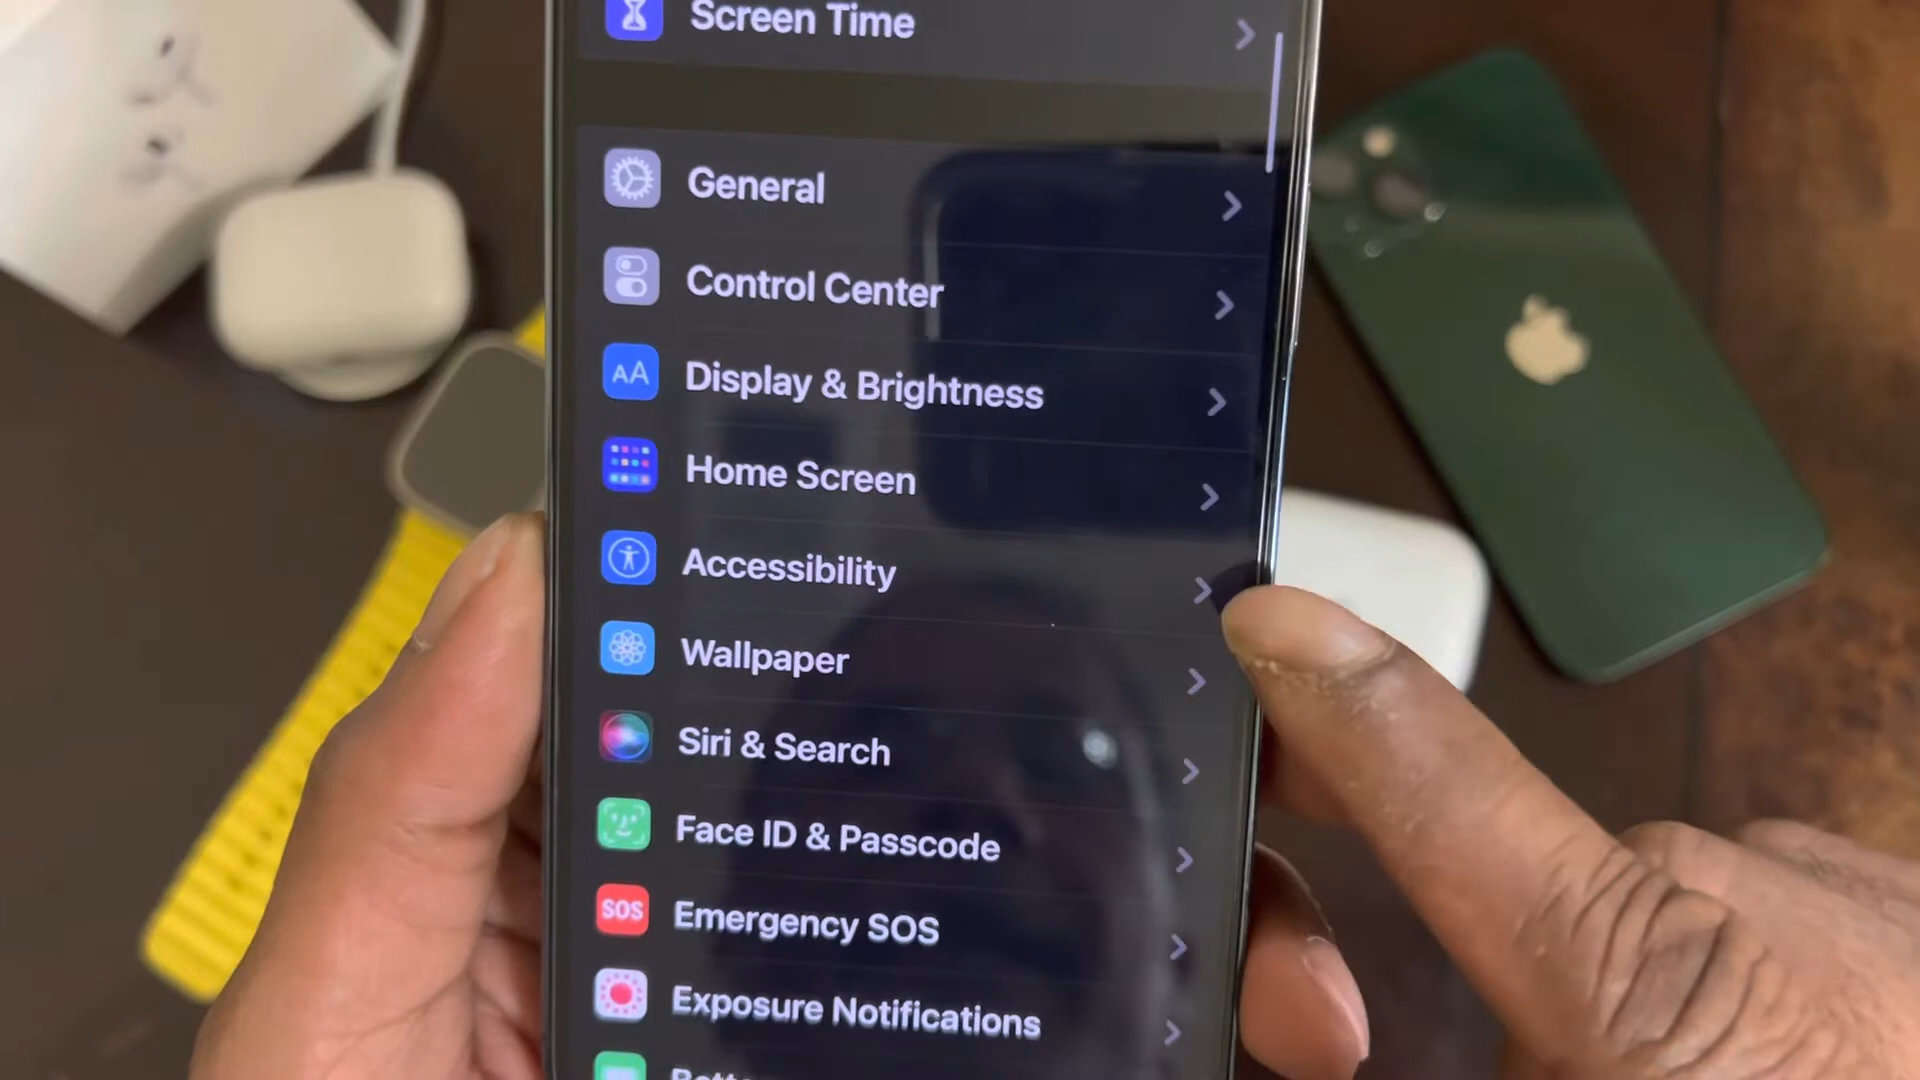 Screen Time
General
Control Center
AA
Display & Brightness
Home Screen
Accessibility
Wallpaper
Siri & Search
Face ID & Passcode
SOS
Emergency SOS
Exposure Notifications